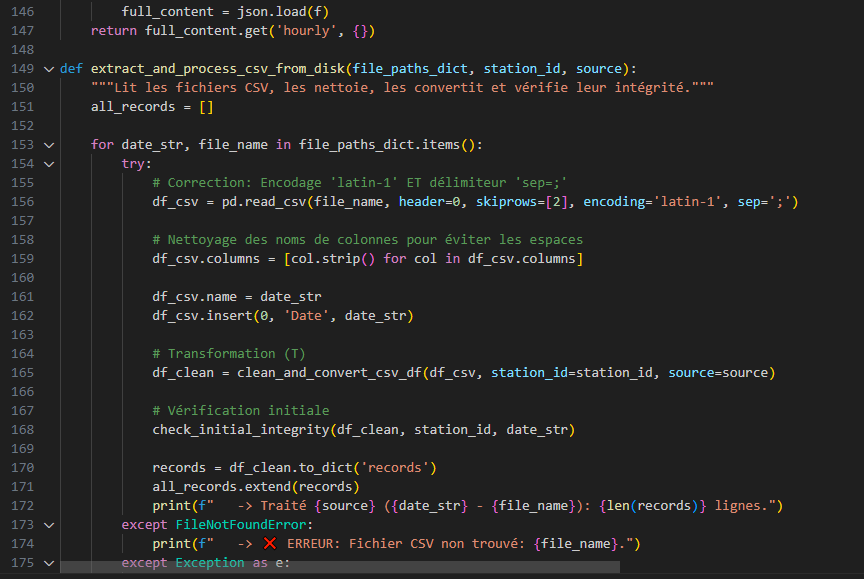 146 full_content = json.load(f)
147 return full_content.get('hourly', {})
148
149 def extract_and_process_csv_from_disk(file_paths_dict, station_id, source):
150 """Lit les fichiers CSV, les nettoie, les convertit et vérifie leur intégrité."""
151 all_records = []
152
153 for date_str, file_name in file_paths_dict.items():
154 try:
155 # Correction: Encodage 'latin-1' ET délimiteur 'sep=;'
156 df_csv = pd.read_csv(file_name, header=0, skiprows=[2], encoding='latin-1', sep=';')
157
158 # Nettoyage des noms de colonnes pour éviter les espaces
159 df_csv.columns = [col.strip() for col in df_csv.columns]
160
161 df_csv.name = date_str
162 df_csv.insert(0, 'Date', date_str)
163
164 # Transformation (T)
165 df_clean = clean_and_convert_csv_df(df_csv, station_id=station_id, source=source)
166
167 # Vérification initiale
168 check_initial_integrity(df_clean, station_id, date_str)
169
170 records = df_clean.to_dict('records')
171 all_records.extend(records)
172 print(f"   -> Traité {source} ({date_str} - {file_name}): {len(records)} lignes.")
173 except FileNotFoundError:
174 print(f"   -> ❌ ERREUR: Fichier CSV non trouvé: {file_name}.")
175 except Exception as e: